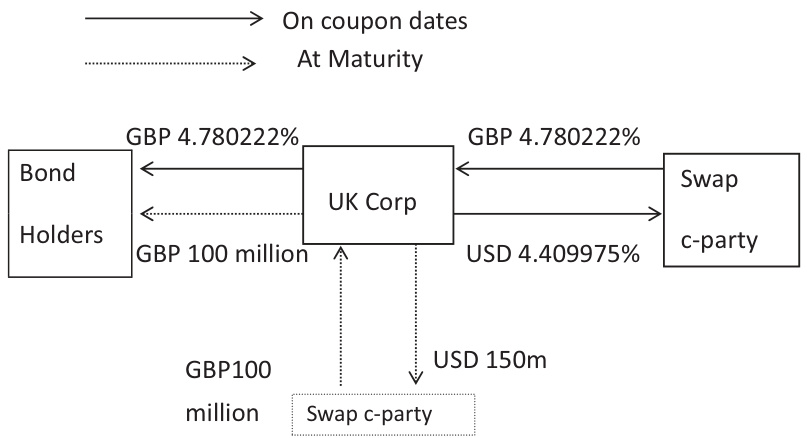 On coupon dates
At Maturity
GBP 4.780222%
GBP 4.780222%
Bond
Holders
UK Corp
Swap
c-party
GBP 100 million
USD 4.409975%
USD 150m
GBP100
million
Swap c-party